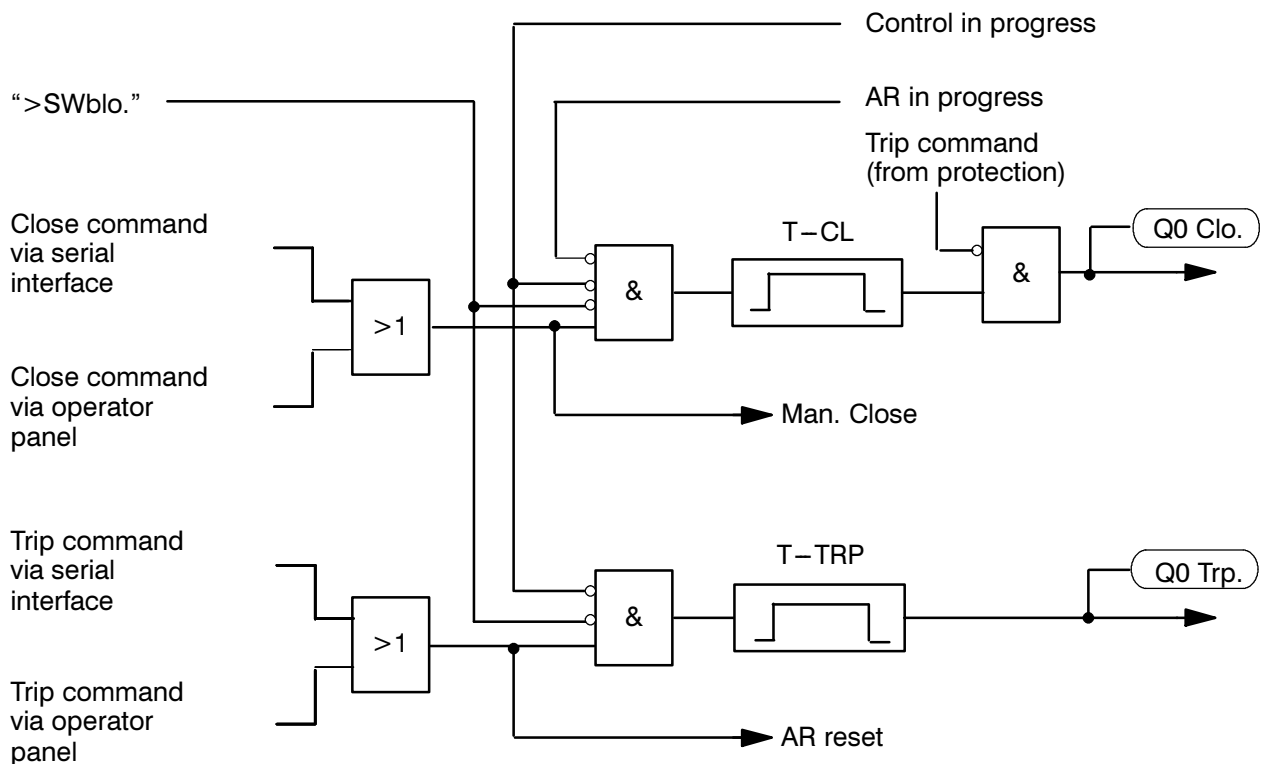 Control in progress
“>SWblo.”
AR in progress
Trip command
(from protection)
Close command
via serial
interface
T–CL
Q0 Clo.
&
&
>1
Close command
via operator
panel
Man. Close
Trip command
via serial
interface
T–TRP
Q0 Trp.
&
>1
Trip command
via operator
panel
AR reset